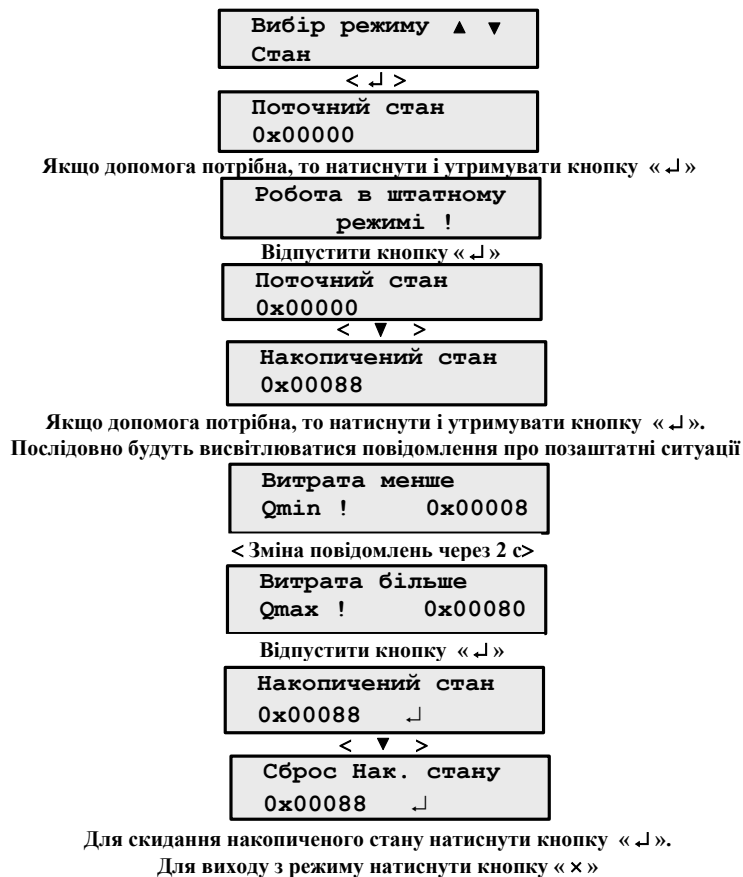 Вибір режиму ▲ ▼
Стан
< ↵ >
Поточний стан
0x00000
Якщо допомога потрібна, то натиснути і утримувати кнопку « ↵ »
Робота в штатному
режимі !
Відпустити кнопку « ↵ »
Поточний стан
0x00000
< ▼ >
Накопичений стан
0x00088
Якщо допомога потрібна, то натиснути і утримувати кнопку « ↵ ».
Послідовно будуть висвітлюватися повідомлення про позаштатні ситуації
Витрата менше
Qmin ! 0x00008
< Зміна повідомлень через 2 с>
Витрата більше
Qmax ! 0x00080
Відпустити кнопку « ↵ »
Накопичений стан
0x00088 ↵
< ▼ >
Сброс Нак. стану
0x00088 ↵
Для скидання накопиченого стану натиснути кнопку « ↵ ».
Для виходу з режиму натиснути кнопку « × »